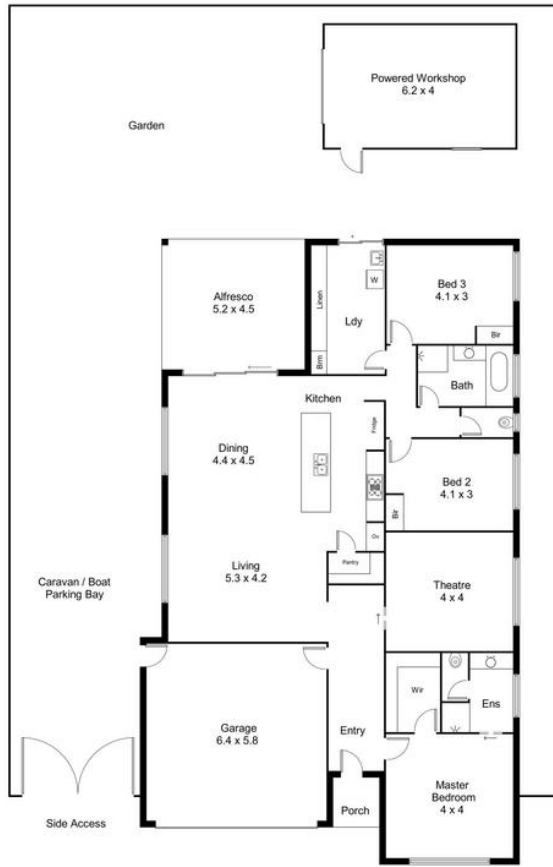 Powered Workshop
6.2 x 4
Garden
Alfresco
5.2 x 4.5
Linen
W
Ldy
Brm
Bed 3
4.1 x 3
Bir
Bath
Kitchen
Fridge
Dining
4.4 x 4.5
Bed 2
4.1 x 3
Bir
Ov
Pantry
Living
5.3 x 4.2
Theatre
4 x 4
Caravan / Boat
Parking Bay
Wir
Ens
Garage
6.4 x 5.8
Entry
Master
Bedroom
4 x 4
Porch
Side Access